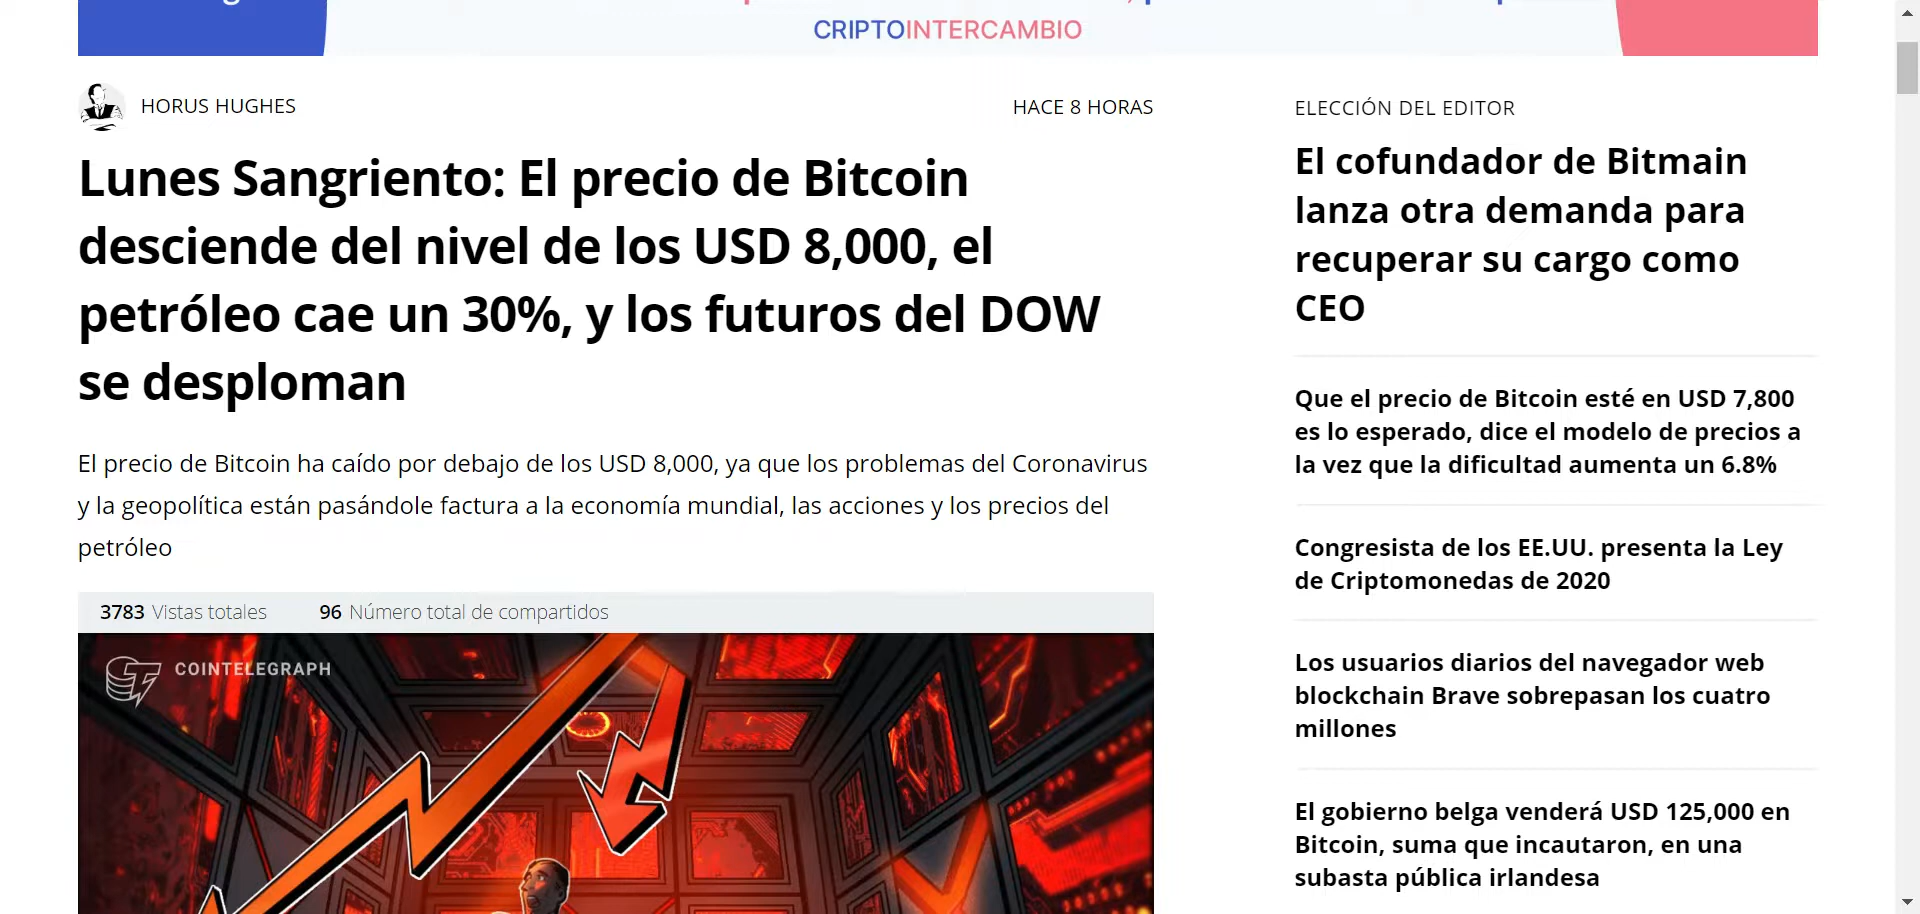 CRIPTOINTERCAMBIO
HORUS HUGHES
HACE 8 HORAS
Lunes Sangriento: El precio de Bitcoin
desciende del nivel de los USD 8,000, el
petróleo cae un 30%, y los futuros del DOW
se desploman
El precio de Bitcoin ha caído por debajo de los USD 8,000, ya que los problemas del Coronavirus
y la geopolítica están pasándole factura a la economía mundial, las acciones y los precios del
petróleo
3783 Vistas totales
96 Número total de compartidos
COINTELEGRAPH
ELECCIÓN DEL EDITOR
El cofundador de Bitmain
lanza otra demanda para
recuperar su cargo como
CEO
Que el precio de Bitcoin esté en USD 7,800
es lo esperado, dice el modelo de precios a
la vez que la dificultad aumenta un 6.8%
Congresista de los EE.UU. presenta la Ley
de Criptomonedas de 2020
Los usuarios diarios del navegador web
blockchain Brave sobrepasan los cuatro
millones
El gobierno belga venderá USD 125,000 en
Bitcoin, suma que incautaron, en una
subasta pública irlandesa